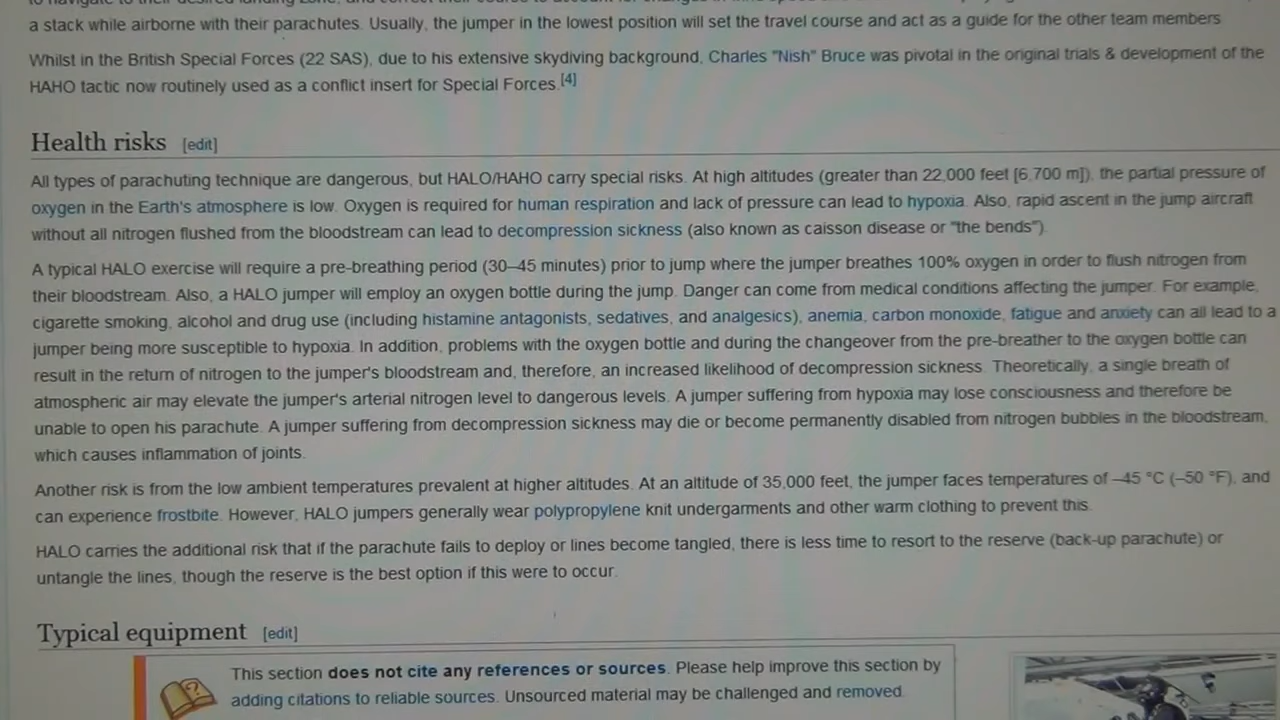 a stack while airborne with their parachutes. Usually, the jumper in the lowest position will set the travel course and act as a guide for the other team members
Whilst in the British Special Forces (22 SAS), due to his extensive skydiving background, Charles "Nish" Bruce was pivotal in the original trials & development of the
HAHO tactic now routinely used as a conflict insert for Special Forces.[4]
Health risks [edit]
All types of parachuting technique are dangerous, but HALO/HAHO carry special risks. At high altitudes (greater than 22,000 feet [6,700 m]), the partial pressure of
oxygen in the Earth's atmosphere is low. Oxygen is required for human respiration and lack of pressure can lead to hypoxia. Also, rapid ascent in the jump aircraft
without all nitrogen flushed from the bloodstream can lead to decompression sickness (also known as caisson disease or "the bends").
A typical HALO exercise will require a pre-breathing period (30–45 minutes) prior to jump where the jumper breathes 100% oxygen in order to flush nitrogen from
their bloodstream. Also, a HALO jumper will employ an oxygen bottle during the jump. Danger can come from medical conditions affecting the jumper. For example,
cigarette smoking, alcohol and drug use (including histamine antagonists, sedatives, and analgesics), anemia, carbon monoxide, fatigue and anxiety can all lead to a
jumper being more susceptible to hypoxia. In addition, problems with the oxygen bottle and during the changeover from the pre-breather to the oxygen bottle can
result in the return of nitrogen to the jumper's bloodstream and, therefore, an increased likelihood of decompression sickness. Theoretically, a single breath of
atmospheric air may elevate the jumper's arterial nitrogen level to dangerous levels. A jumper suffering from hypoxia may lose consciousness and therefore be
unable to open his parachute. A jumper suffering from decompression sickness may die or become permanently disabled from nitrogen bubbles in the bloodstream,
which causes inflammation of joints.
Another risk is from the low ambient temperatures prevalent at higher altitudes. At an altitude of 35,000 feet, the jumper faces temperatures of –45 °C (–50 °F), and
can experience frostbite. However, HALO jumpers generally wear polypropylene knit undergarments and other warm clothing to prevent this.
HALO carries the additional risk that if the parachute fails to deploy or lines become tangled, there is less time to resort to the reserve (back-up parachute) or
untangle the lines, though the reserve is the best option if this were to occur.
Typical equipment [edit]
This section does not cite any references or sources. Please help improve this section by
adding citations to reliable sources. Unsourced material may be challenged and removed.